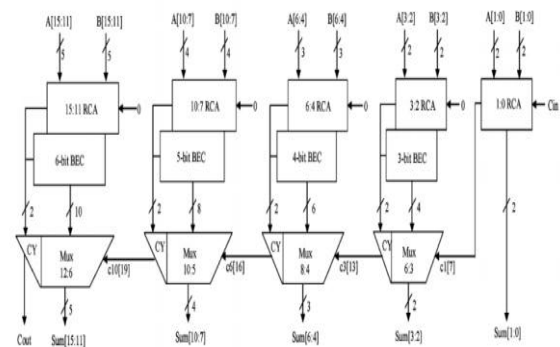 A[15:11] B[15:11] A[10:7] B[10:7] A[6:4] B[6:4] A[3:2] B[3:2] A[1:0] B[1:0]
5 5 4 4 3 3 2 2 2 2
15:11 RCA 0 10:7 RCA 0 6:4 RCA 0 3:2 RCA 0 1:0 RCA Cin
6-bit BEC 5-bit BEC 4-bit BEC 3-bit BEC
2 10 2 8 2 6 2 4 2
CY Mux CY Mux CY Mux CY Mux
12:6 c10[19] 10:5 c6[16] 8:4 c3[13] 6:3 c1[7]
5 4 3 2
Cout Sum[15:11] Sum[10:7] Sum[6:4] Sum[3:2] Sum[1:0]